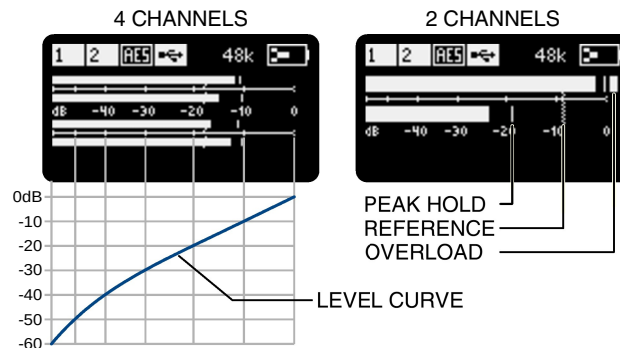 4 CHANNELS
1 2 AES 48k
dB -40 -30 -20 -10 0
0dB
-10
-20
-30
-40
-50
-60
LEVEL CURVE
2 CHANNELS
1 2 AES 48k
dB -40 -30 -20 -10 0
PEAK HOLD
REFERENCE
OVERLOAD